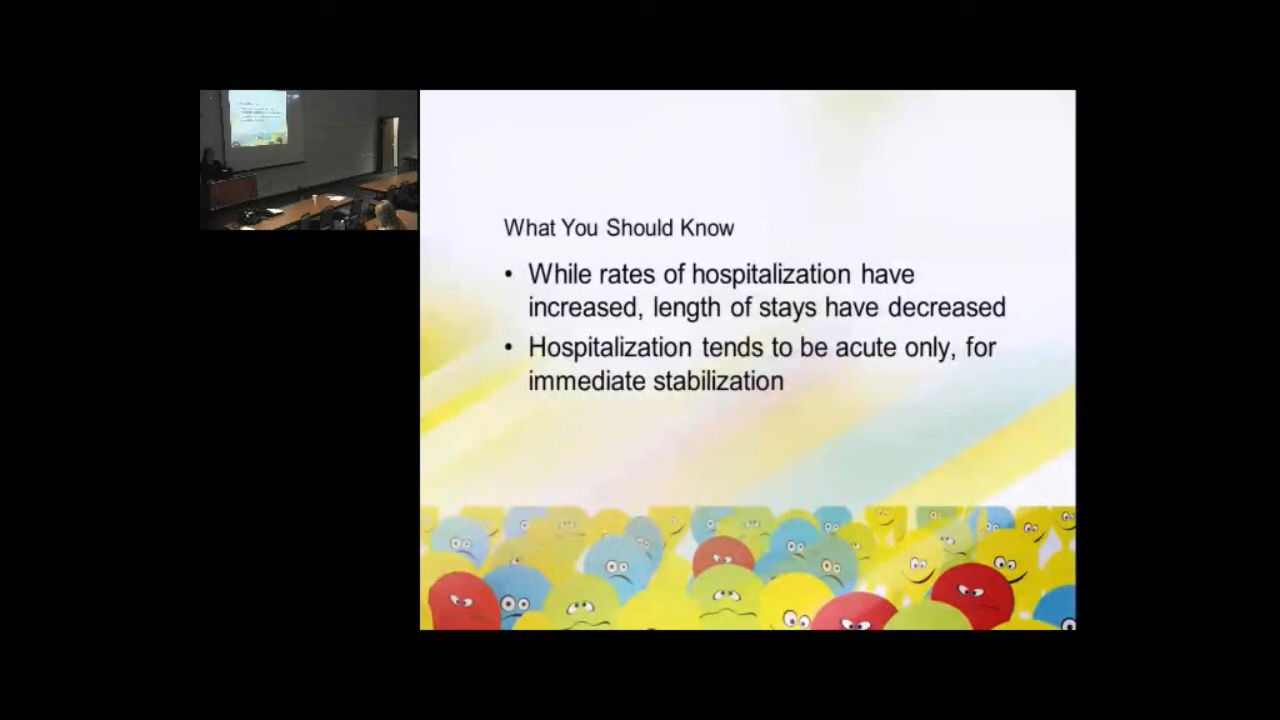 What You Should Know
• While rates of hospitalization have
increased, length of stays have decreased
• Hospitalization tends to be acute only, for
immediate stabilization